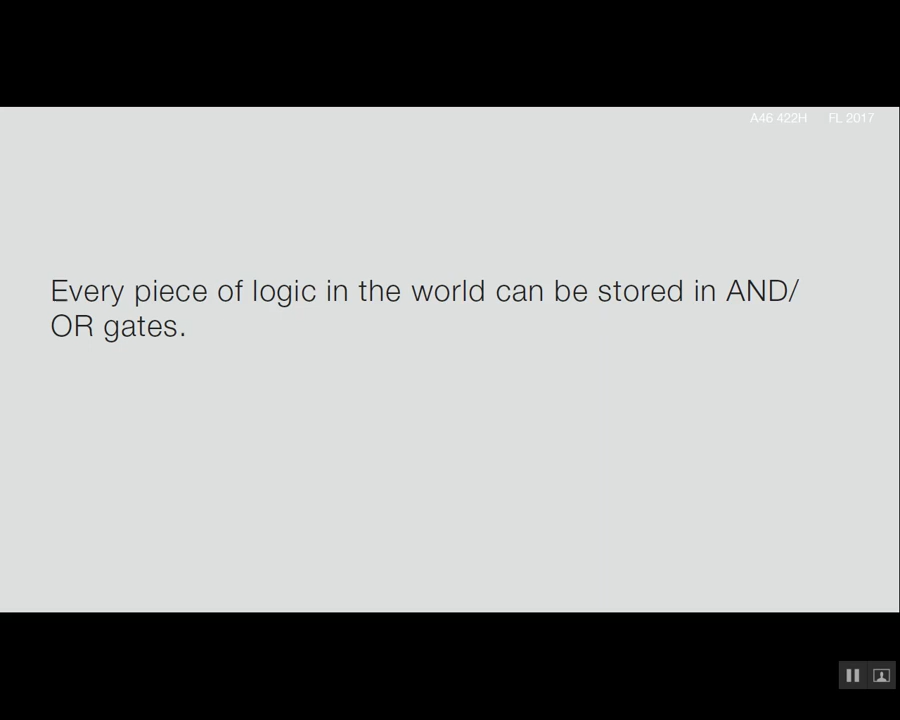 A46 422H FL 2017
Every piece of logic in the world can be stored in AND/
OR gates.